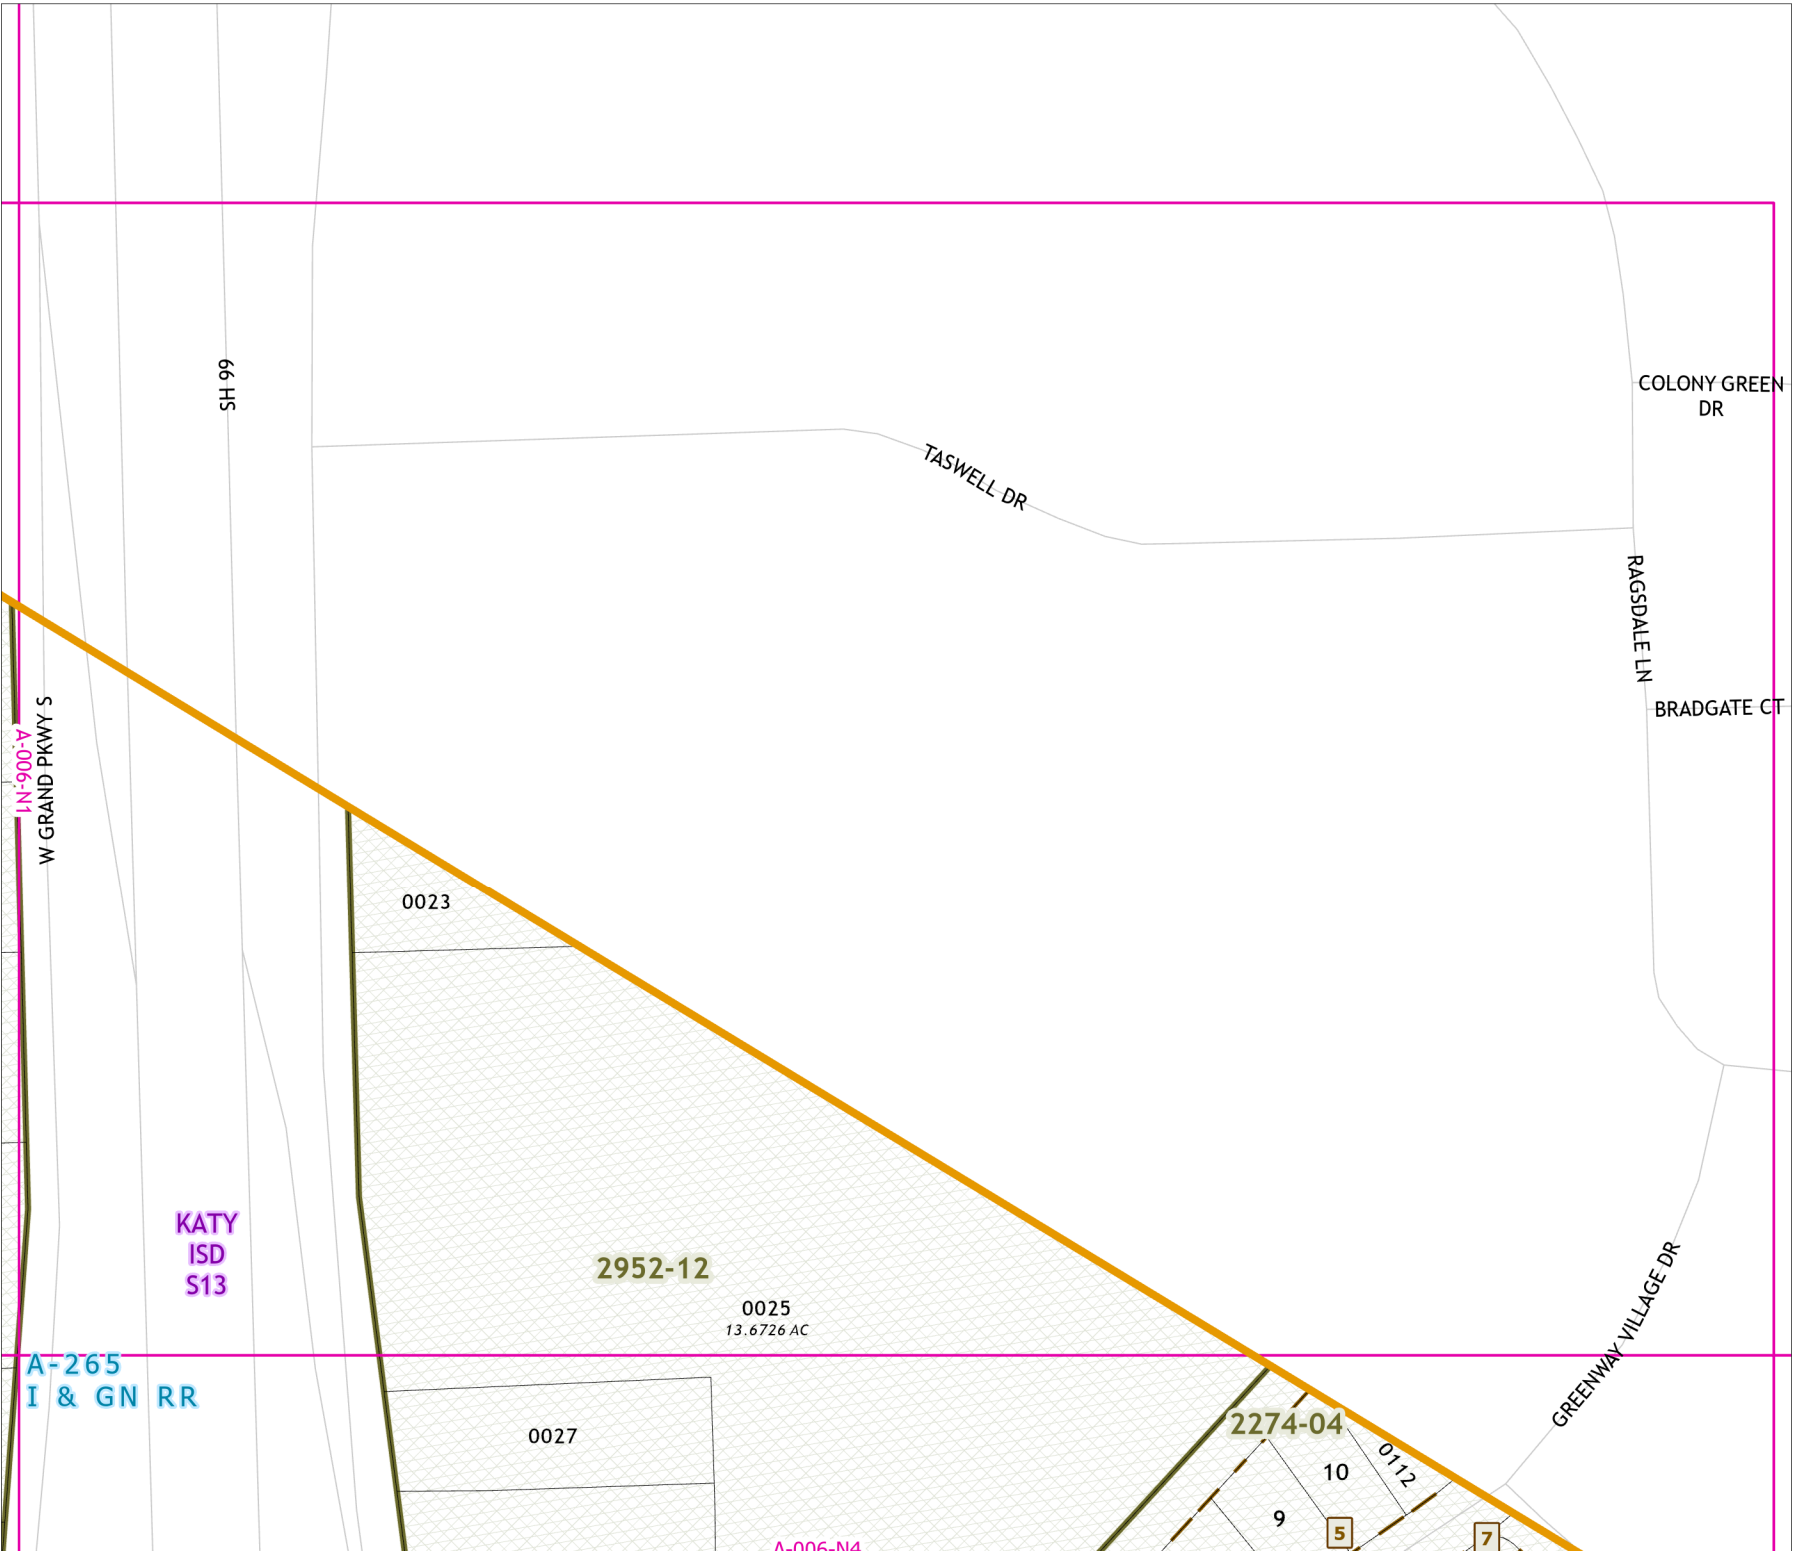 SH 99
COLONY GREEN
DR
TASWELL DR
RAGSDALE LN
BRADGATE CT
A-006-N1
W GRAND PKWY S
0023
KATY
ISD
S13
2952-12
0025
13.6726 AC
GREENWAY VILLAGE DR
A-265
I & GN RR
0027
2274-04
0112
10
9
5
7
A-006-N4